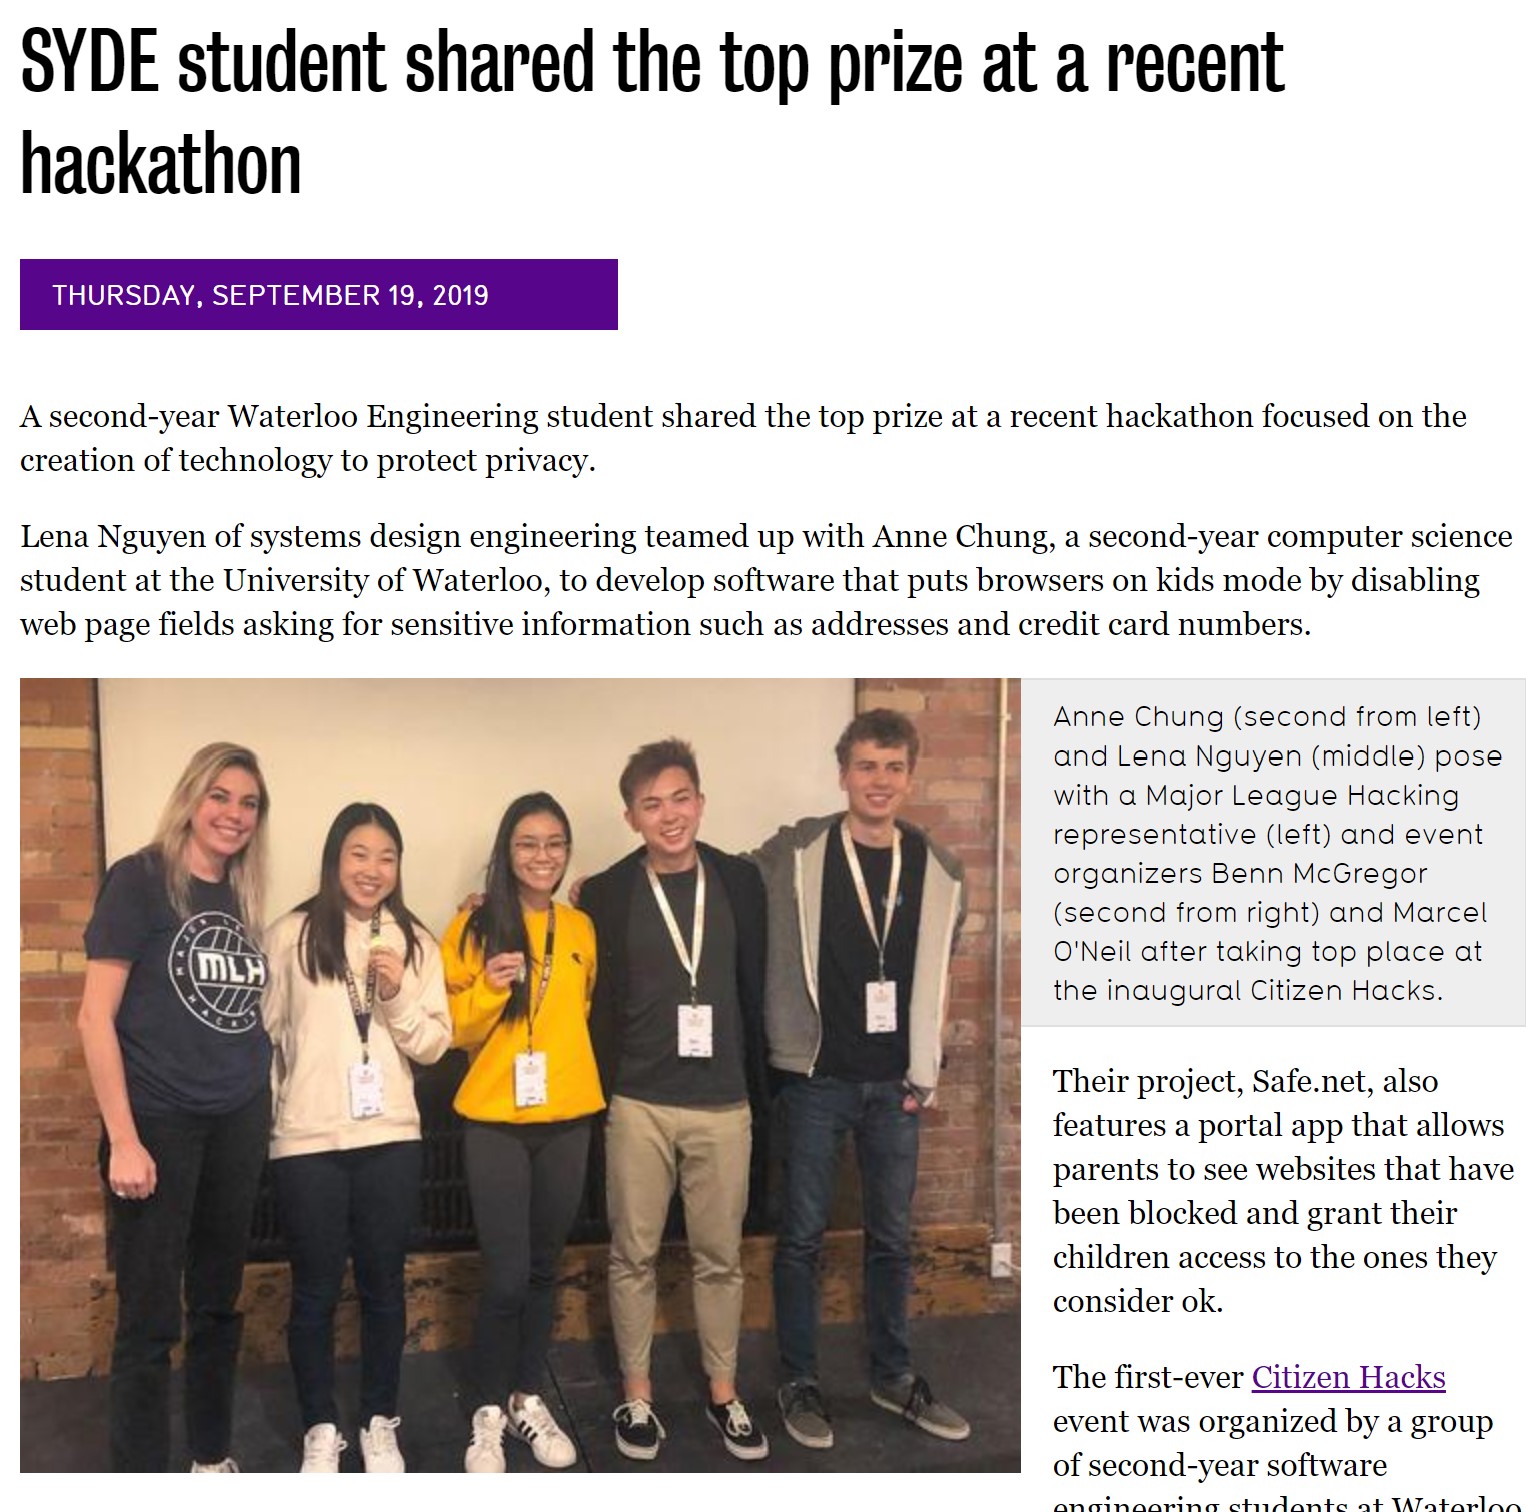 SYDE student shared the top prize at a recent
hackathon
THURSDAY, SEPTEMBER 19, 2019
A second-year Waterloo Engineering student shared the top prize at a recent hackathon focused on the
creation of technology to protect privacy.
Lena Nguyen of systems design engineering teamed up with Anne Chung, a second-year computer science
student at the University of Waterloo, to develop software that puts browsers on kids mode by disabling
web page fields asking for sensitive information such as addresses and credit card numbers.
MLH
Anne Chung (second from left)
and Lena Nguyen (middle) pose
with a Major League Hacking
representative (left) and event
organizers Benn McGregor
(second from right) and Marcel
O'Neil after taking top place at
the inaugural Citizen Hacks.
Their project, Safe.net, also
features a portal app that allows
parents to see websites that have
been blocked and grant their
children access to the ones they
consider ok.
The first-ever Citizen Hacks
event was organized by a group
of second-year software
engineering students at Waterloo